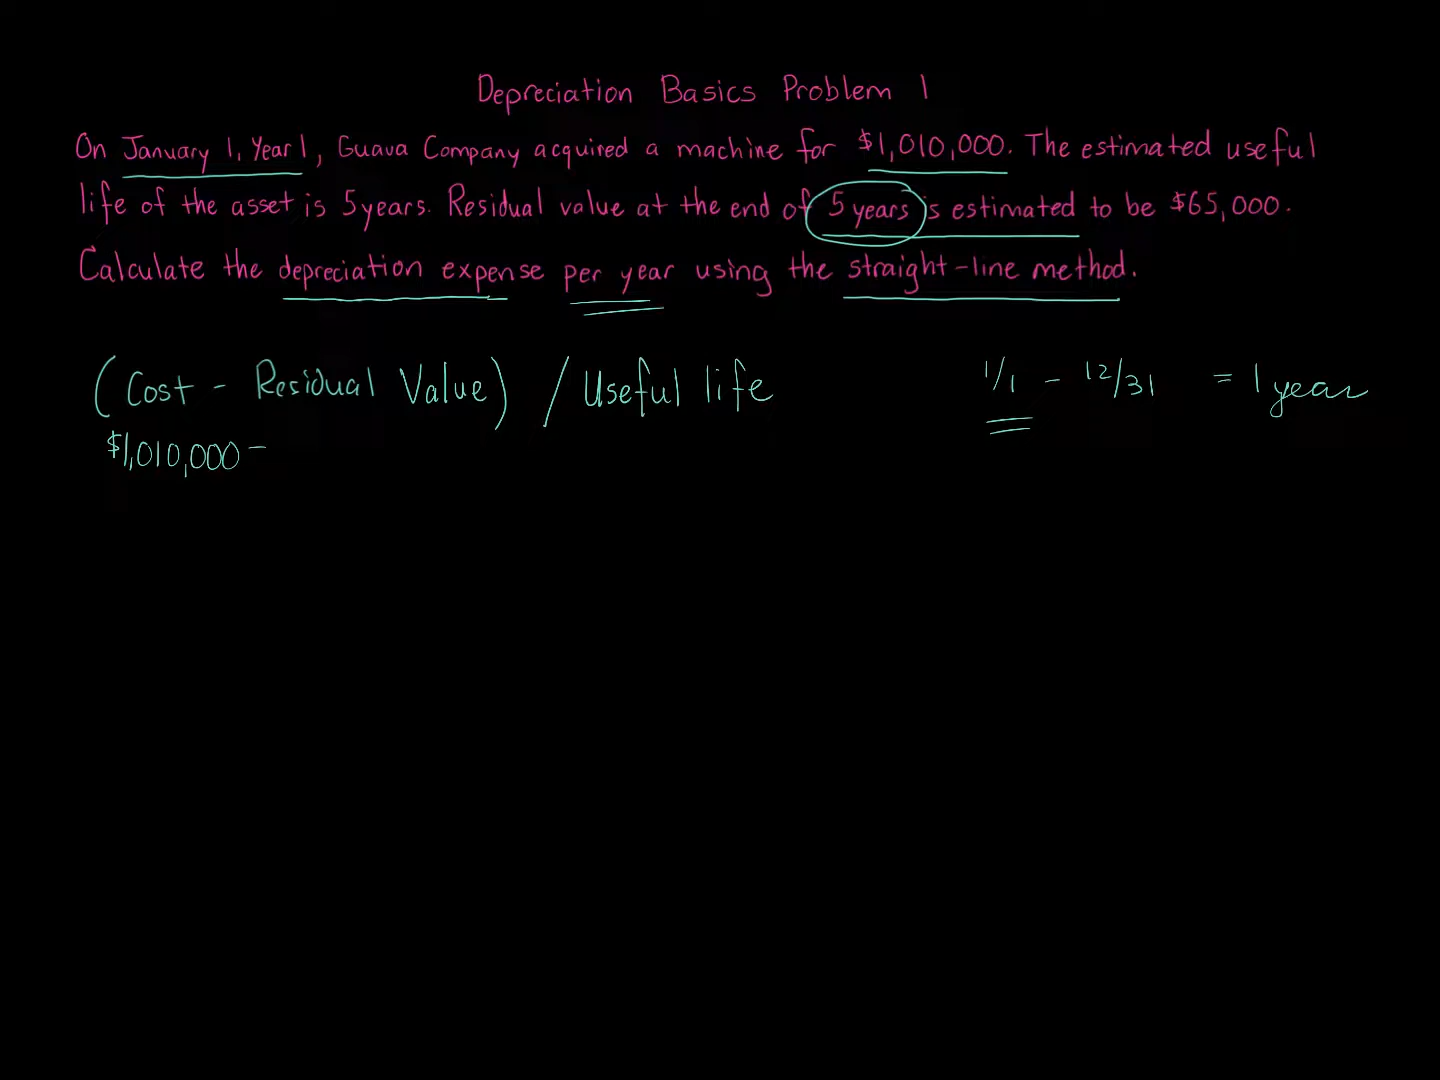 Depreciation Basics Problem 1
On January 1, Year 1, Guava Company acquired a machine for $1,010,000. The estimated useful
life of the asset is 5 years. Residual value at the end of 5 years is estimated to be $65,000.
Calculate the depreciation expense per year using the straight-line method.
(Cost - Residual Value) / Useful life 1/1 - 12/31 = 1 year
$1,010,000 -